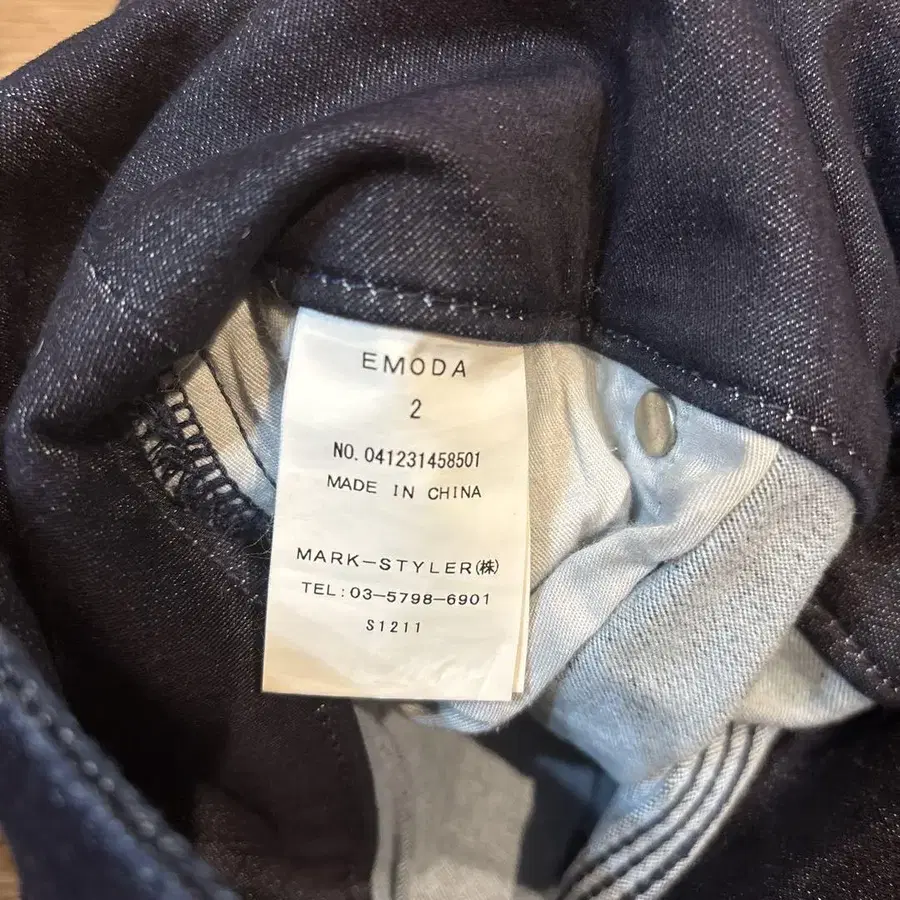 EMODA
2
NO. 041231458501
MADE IN CHINA
MARK-STYLER(株)
TEL:03-5798-6901
S1211